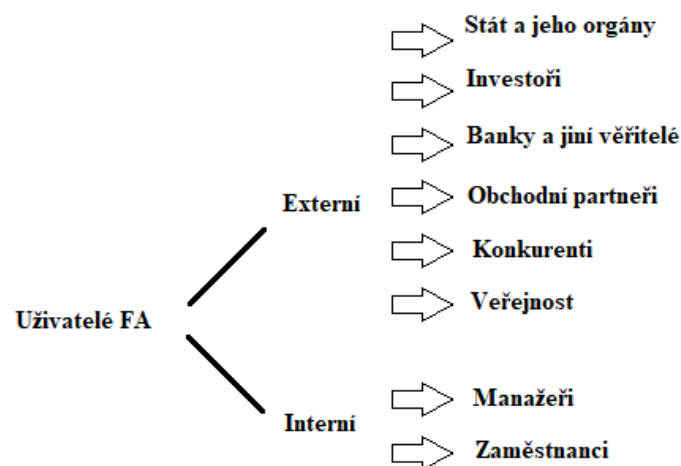 Uživatelé FA
Externí
Stát a jeho orgány
Investoři
Banky a jiní věřitelé
Obchodní partneři
Konkurenti
Veřejnost
Interní
Manažeři
Zaměstnanci